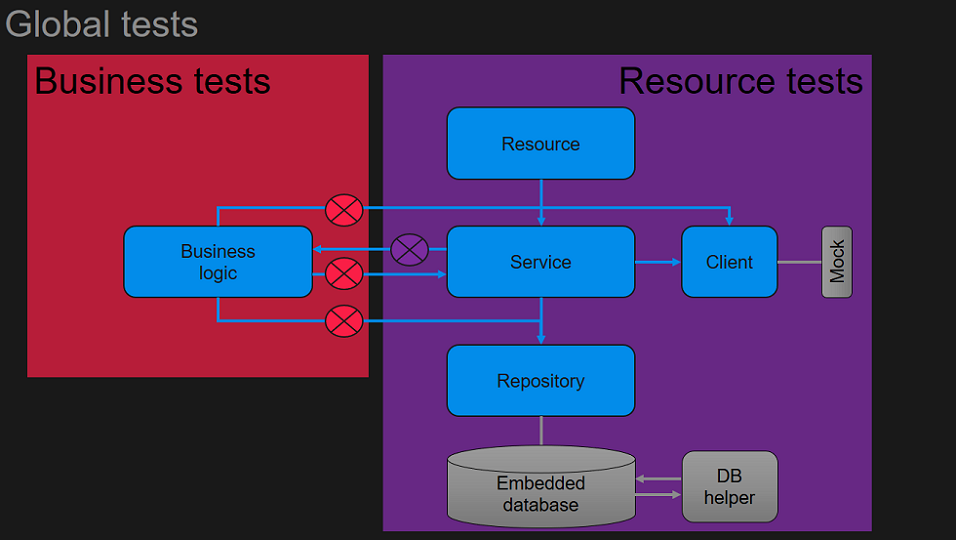 Global tests
Business tests
Resource tests
Resource
Business
logic
Service
Client
Mock
Repository
Embedded
database
DB
helper